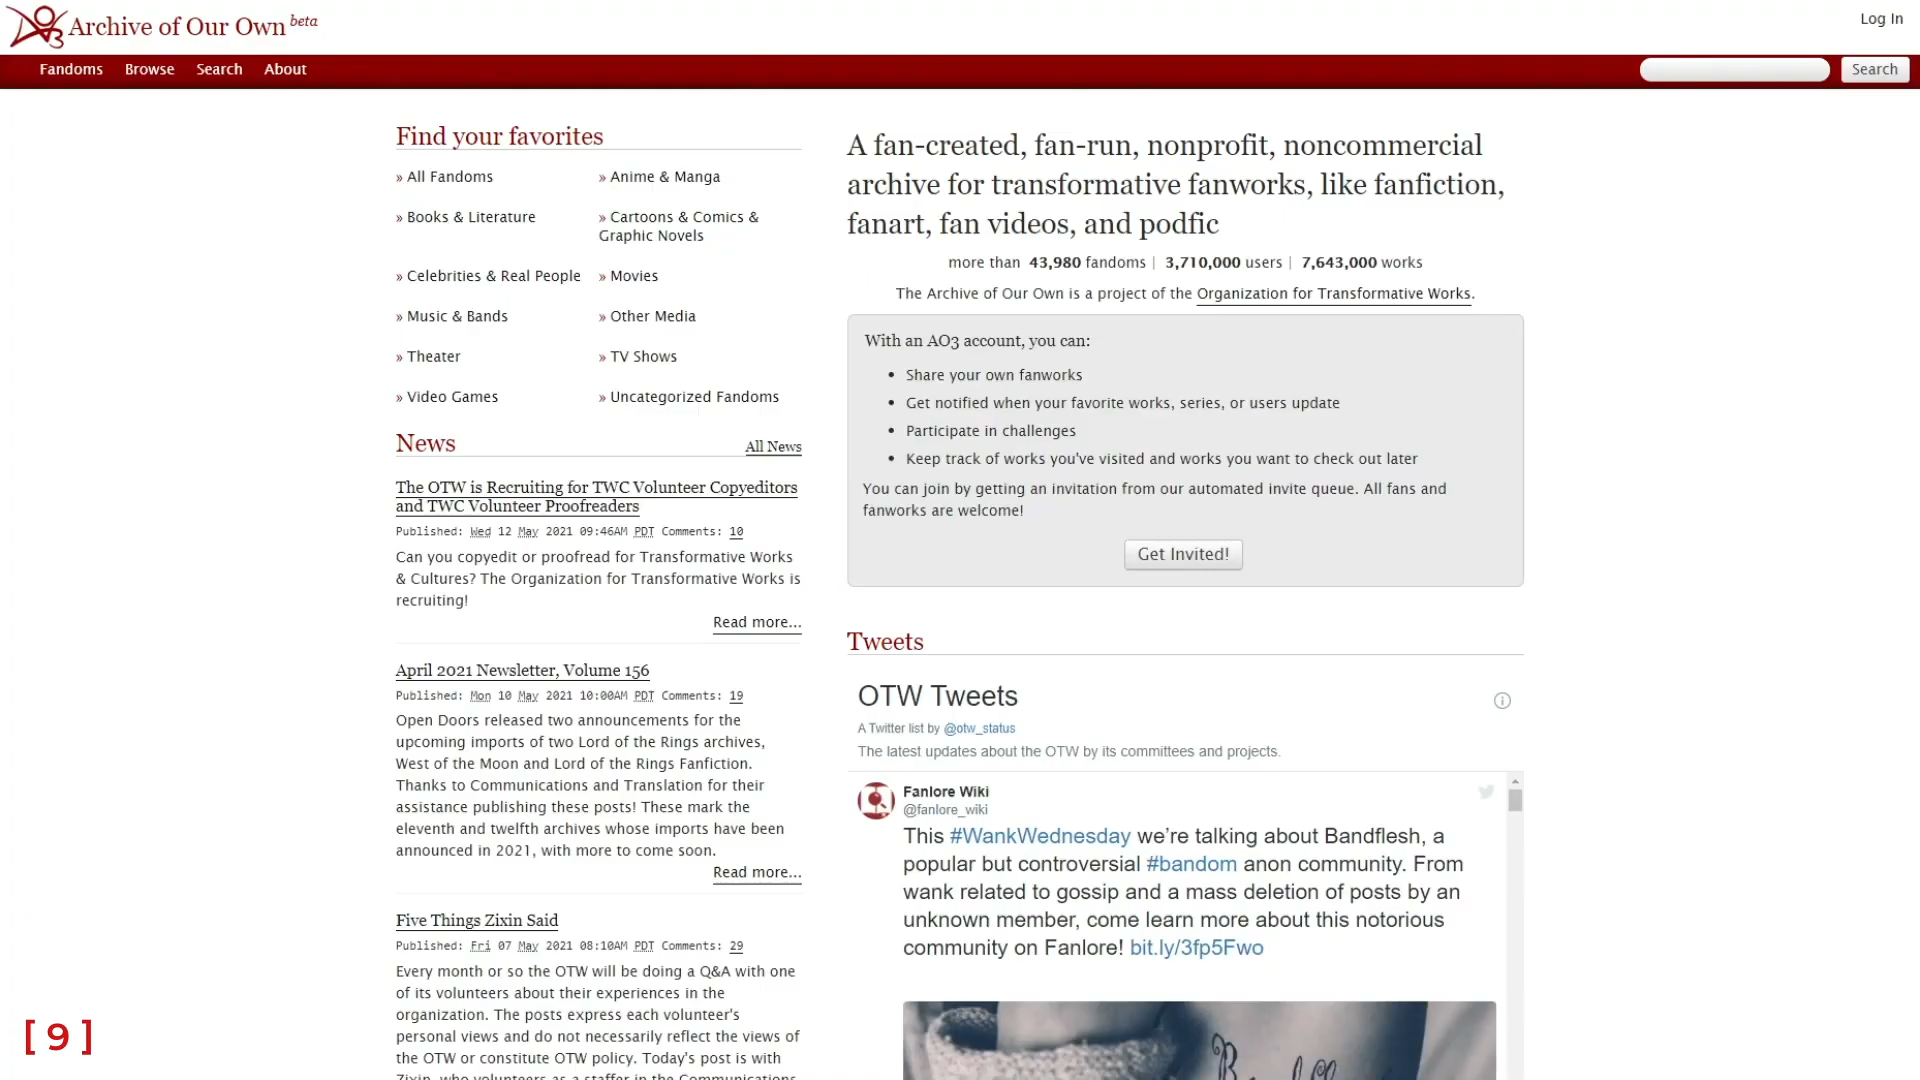 Archive of Our Own beta
Log In
Fandoms Browse Search About
Search
Find your favorites
» All Fandoms
» Anime & Manga
» Books & Literature
» Cartoons & Comics &
Graphic Novels
» Celebrities & Real People
» Movies
» Music & Bands
» Other Media
» Theater
» TV Shows
» Video Games
» Uncategorized Fandoms
News
All News
The OTW is Recruiting for TWC Volunteer Copyeditors
and TWC Volunteer Proofreaders
Published: Wed 12 May 2021 09:46AM PDT Comments: 10
Can you copyedit or proofread for Transformative Works
& Cultures? The Organization for Transformative Works is
recruiting!
Read more...
April 2021 Newsletter, Volume 156
Published: Mon 10 May 2021 10:00AM PDT Comments: 19
Open Doors released two announcements for the
upcoming imports of two Lord of the Rings archives,
West of the Moon and Lord of the Rings Fanfiction.
Thanks to Communications and Translation for their
assistance publishing these posts! These mark the
eleventh and twelfth archives whose imports have been
announced in 2021, with more to come soon.
Read more...
Five Things Zixin Said
Published: Fri 07 May 2021 08:10AM PDT Comments: 29
Every month or so the OTW will be doing a Q&A with one
of its volunteers about their experiences in the
organization. The posts express each volunteer's
personal views and do not necessarily reflect the views of
the OTW or constitute OTW policy. Today's post is with
Zixin, who volunteers as a staffer in the Communications
A fan-created, fan-run, nonprofit, noncommercial
archive for transformative fanworks, like fanfiction,
fanart, fan videos, and podfic
more than 43,980 fandoms | 3,710,000 users | 7,643,000 works
The Archive of Our Own is a project of the Organization for Transformative Works.
With an AO3 account, you can:
• Share your own fanworks
• Get notified when your favorite works, series, or users update
• Participate in challenges
• Keep track of works you've visited and works you want to check out later
You can join by getting an invitation from our automated invite queue. All fans and
fanworks are welcome!
Get Invited!
Tweets
OTW Tweets
A Twitter list by @otw_status
The latest updates about the OTW by its committees and projects.
Fanlore Wiki
@fanlore_wiki
This #WankWednesday we’re talking about Bandflesh, a
popular but controversial #bandom anon community. From
wank related to gossip and a mass deletion of posts by an
unknown member, come learn more about this notorious
community on Fanlore! bit.ly/3fp5Fwo
[ 9 ]